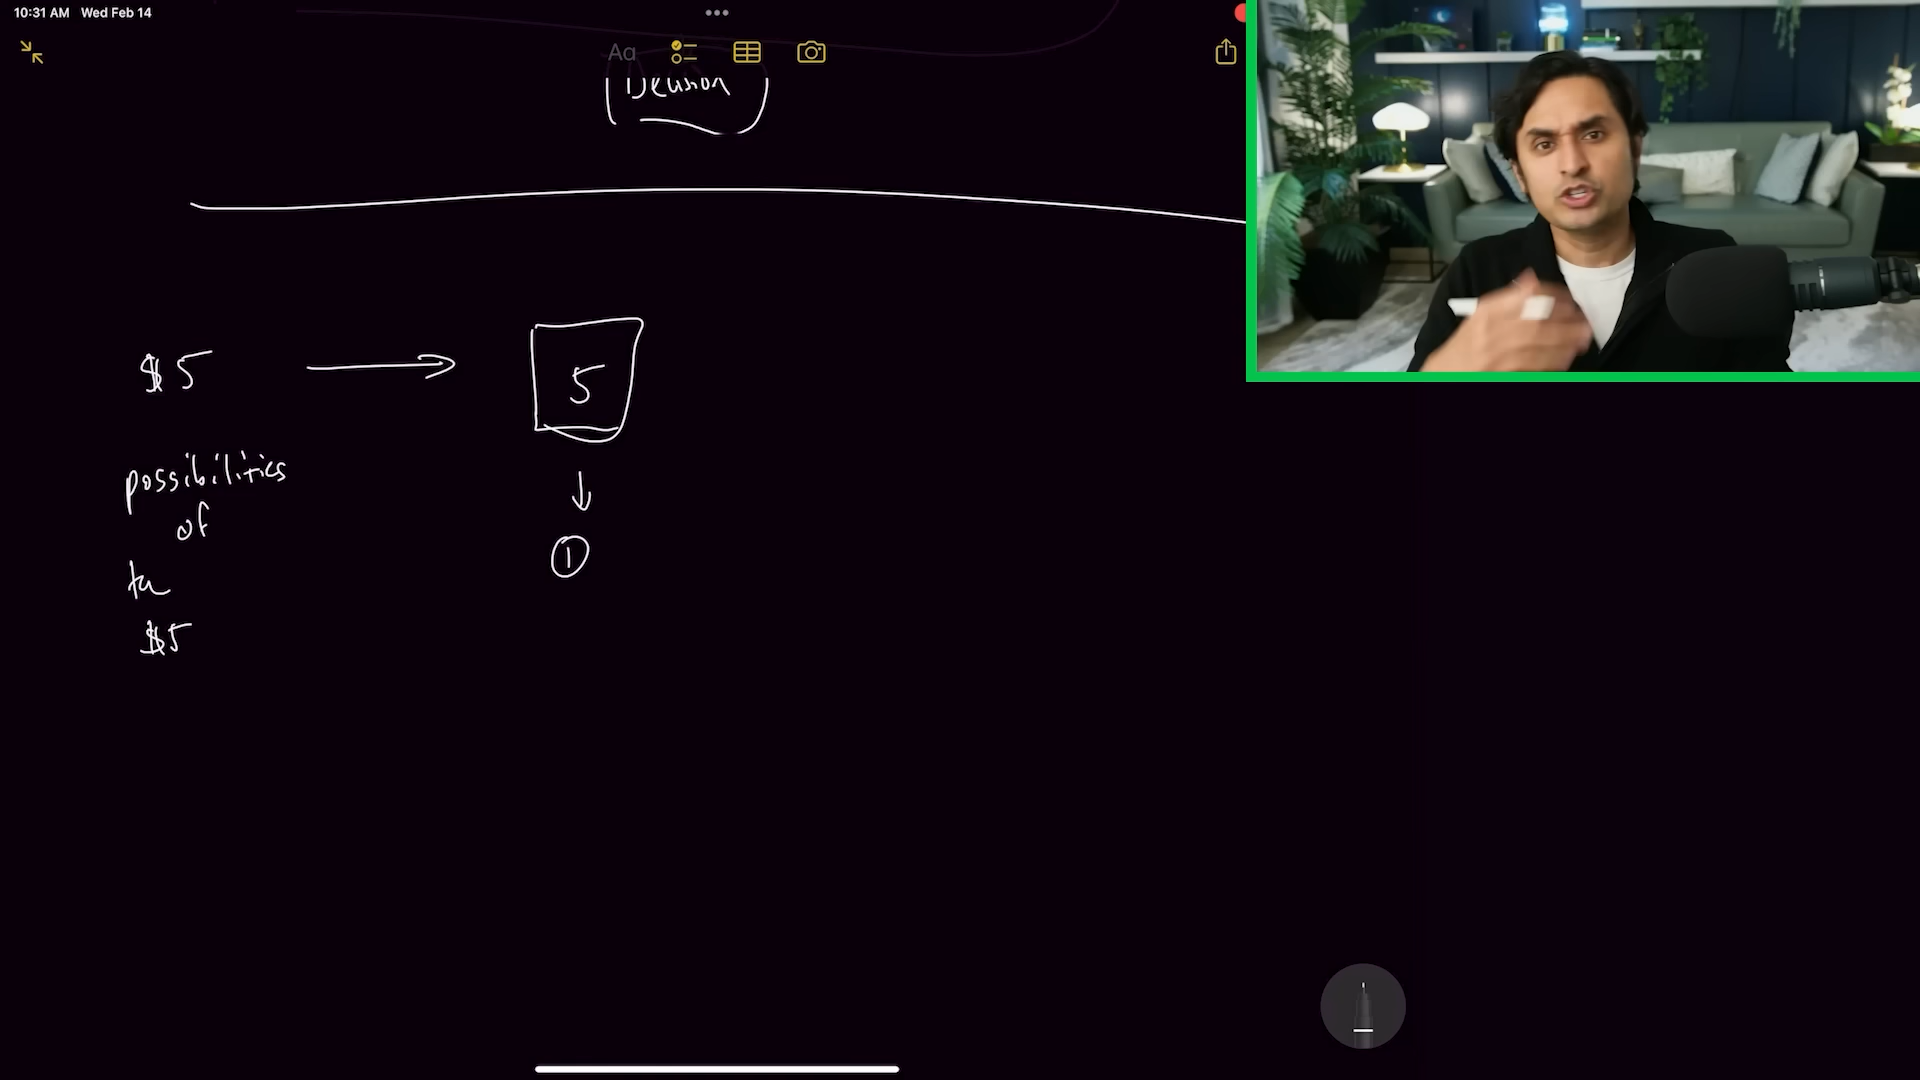 10:31 AM Wed Feb 14
Aa
Decision
$5
5
possibilities
of
the
$5
1